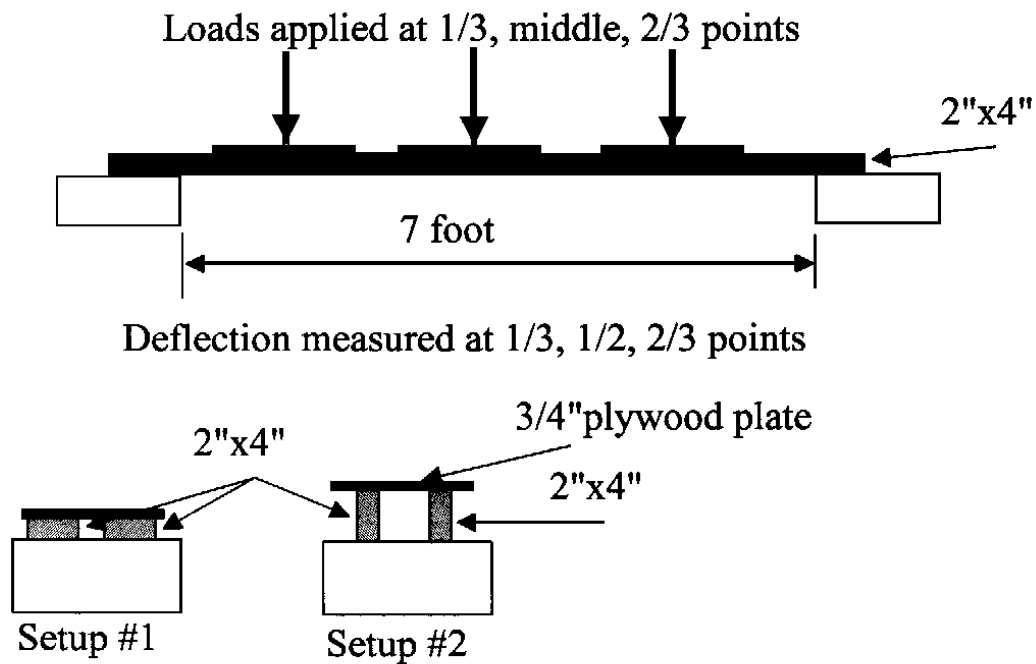 Loads applied at 1/3, middle, 2/3 points
2"x4"
7 foot
Deflection measured at 1/3, 1/2, 2/3 points
3/4"plywood plate
2"x4"
2"x4"
Setup #1
Setup #2